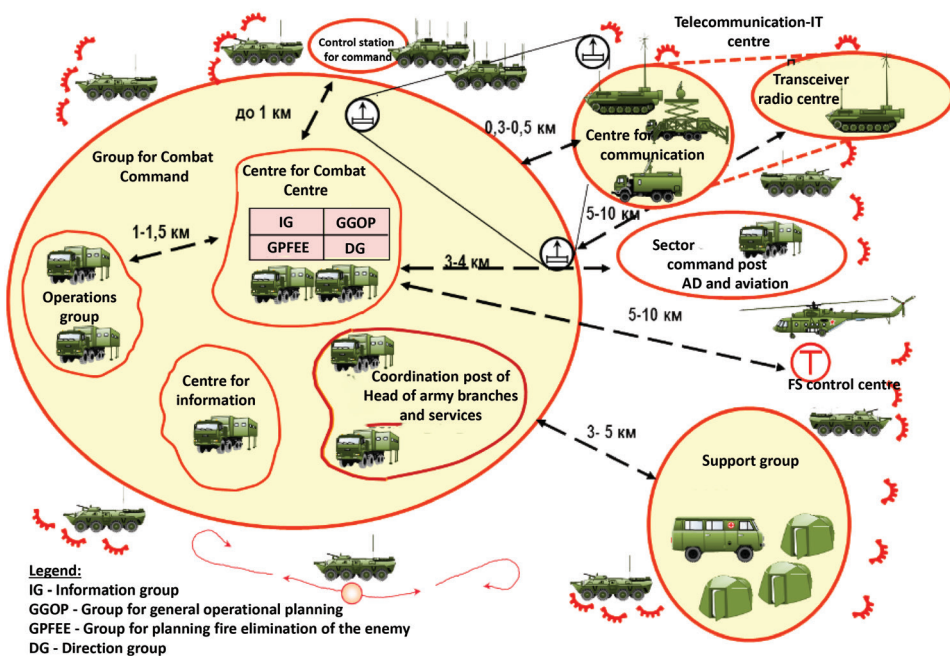 Control station
for command
Telecommunication-IT
centre
Transceiver
radio centre
до 1 км
0,3-0,5 км
Centre for
communication
Group for Combat
Command
Centre for Combat
Centre
IG GGOP
GPFEE DG
1-1,5 км
5-10 км
3-4 км
Sector
command post
AD and aviation
Operations
group
5-10 км
FS control centre
Centre for
information
Coordination post of
Head of army branches
and services
3- 5 км
Support group
Legend:
IG - Information group
GGOP - Group for general operational planning
GPFEE - Group for planning fire elimination of the enemy
DG - Direction group